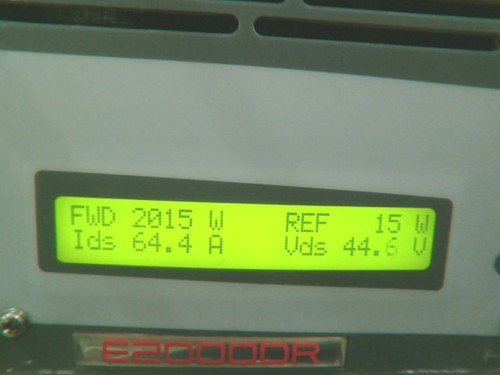 FWD 2015 W REF 15 W
Ids 64.4 A Vds 44.6 V
E2000DR